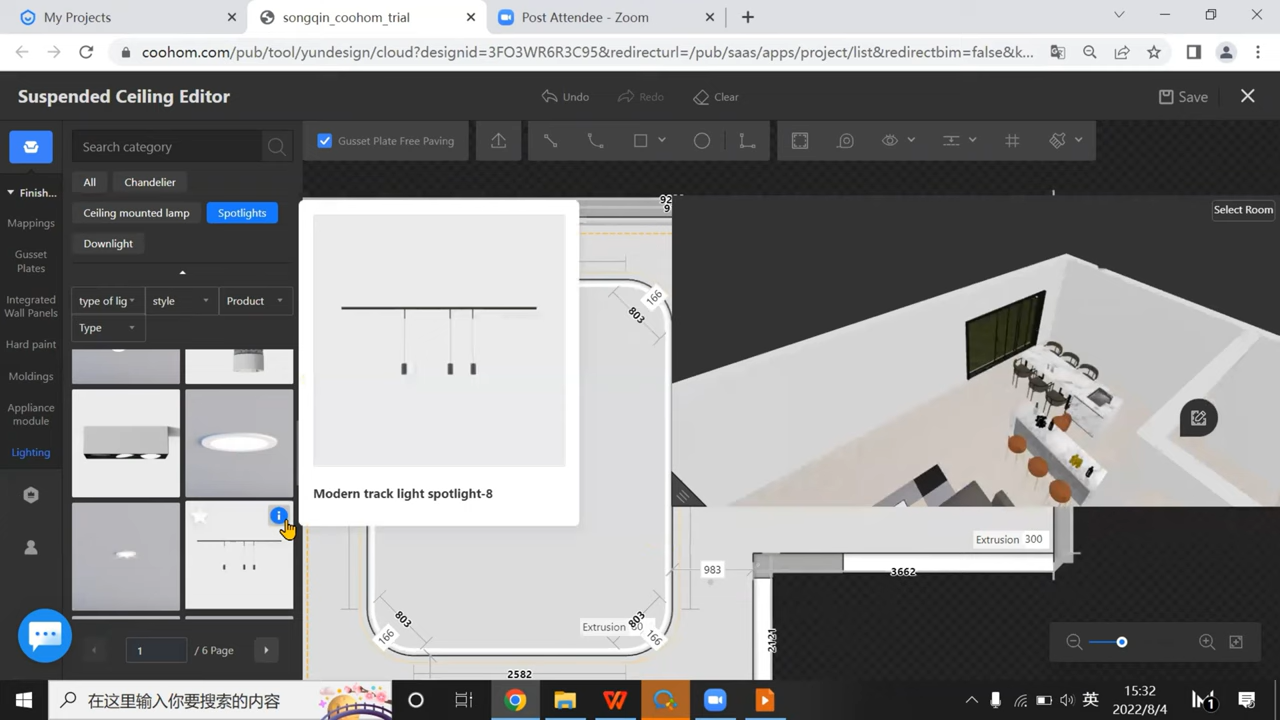 My Projects
songqin_coohom_trial
Post Attendee - Zoom
coohom.com/pub/tool/yundesign/cloud?designid=3FO3WR6R3C95&redirecturl=/pub/saas/apps/project/list&redirectbim=false&k...
Suspended Ceiling Editor
Undo
Redo
Clear
Save
Search category
Gusset Plate Free Paving
All
Chandelier
Finish...
Mappings
Ceiling mounted lamp
Spotlights
Select Room
Downlight
Gusset
Plates
Integrated
Wall Panels
type of lig
style
Product
Type
Hard paint
Moldings
Appliance
module
Lighting
Modern track light spotlight-8
166
803
Extrusion 300
983
3662
803
166
Extrusion
803
166
2582
2121
1
/ 6 Page
在这里输入你要搜索的内容
英
15:32
2022/8/4
1